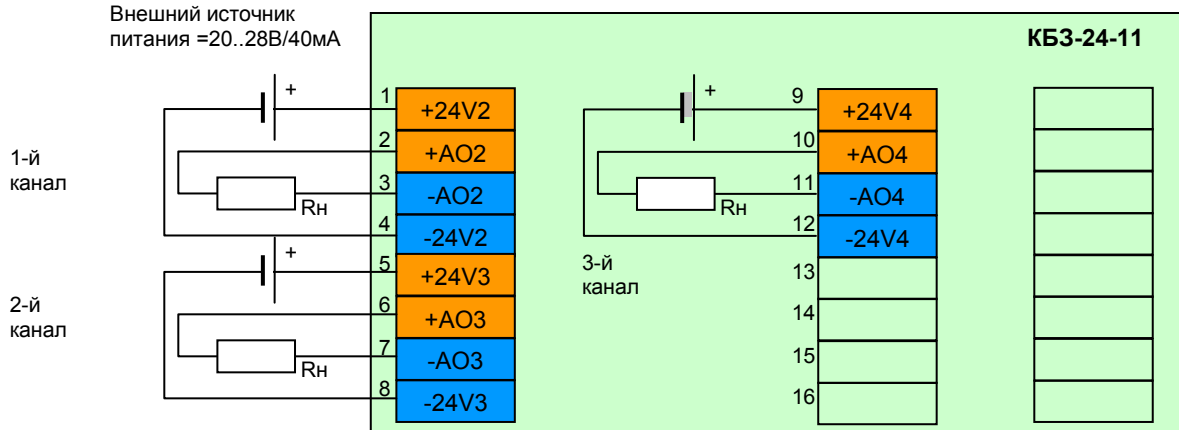 Внешний источник
питания =20..28В/40мА
КБЗ-24-11
1-й
канал
2-й
канал
+
1 +24V2
2 +AO2
3 -AO2
Rн
4 -24V2
+
5 +24V3
6 +AO3
7 -AO3
Rн
8 -24V3
3-й
канал
+
9 +24V4
10 +AO4
11 -AO4
Rн
12 -24V4
13
14
15
16